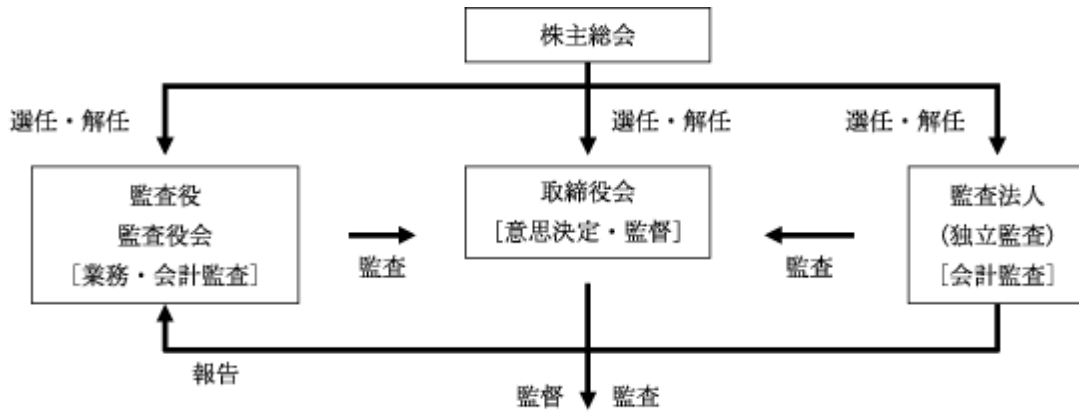 株主総会
選任・解任
選任・解任
選任・解任
監査役
監査役会
[業務・会計監査]
監査
取締役会
[意思決定・監督]
監査
監査法人
(独立監査)
[会計監査]
報告
監督
監査